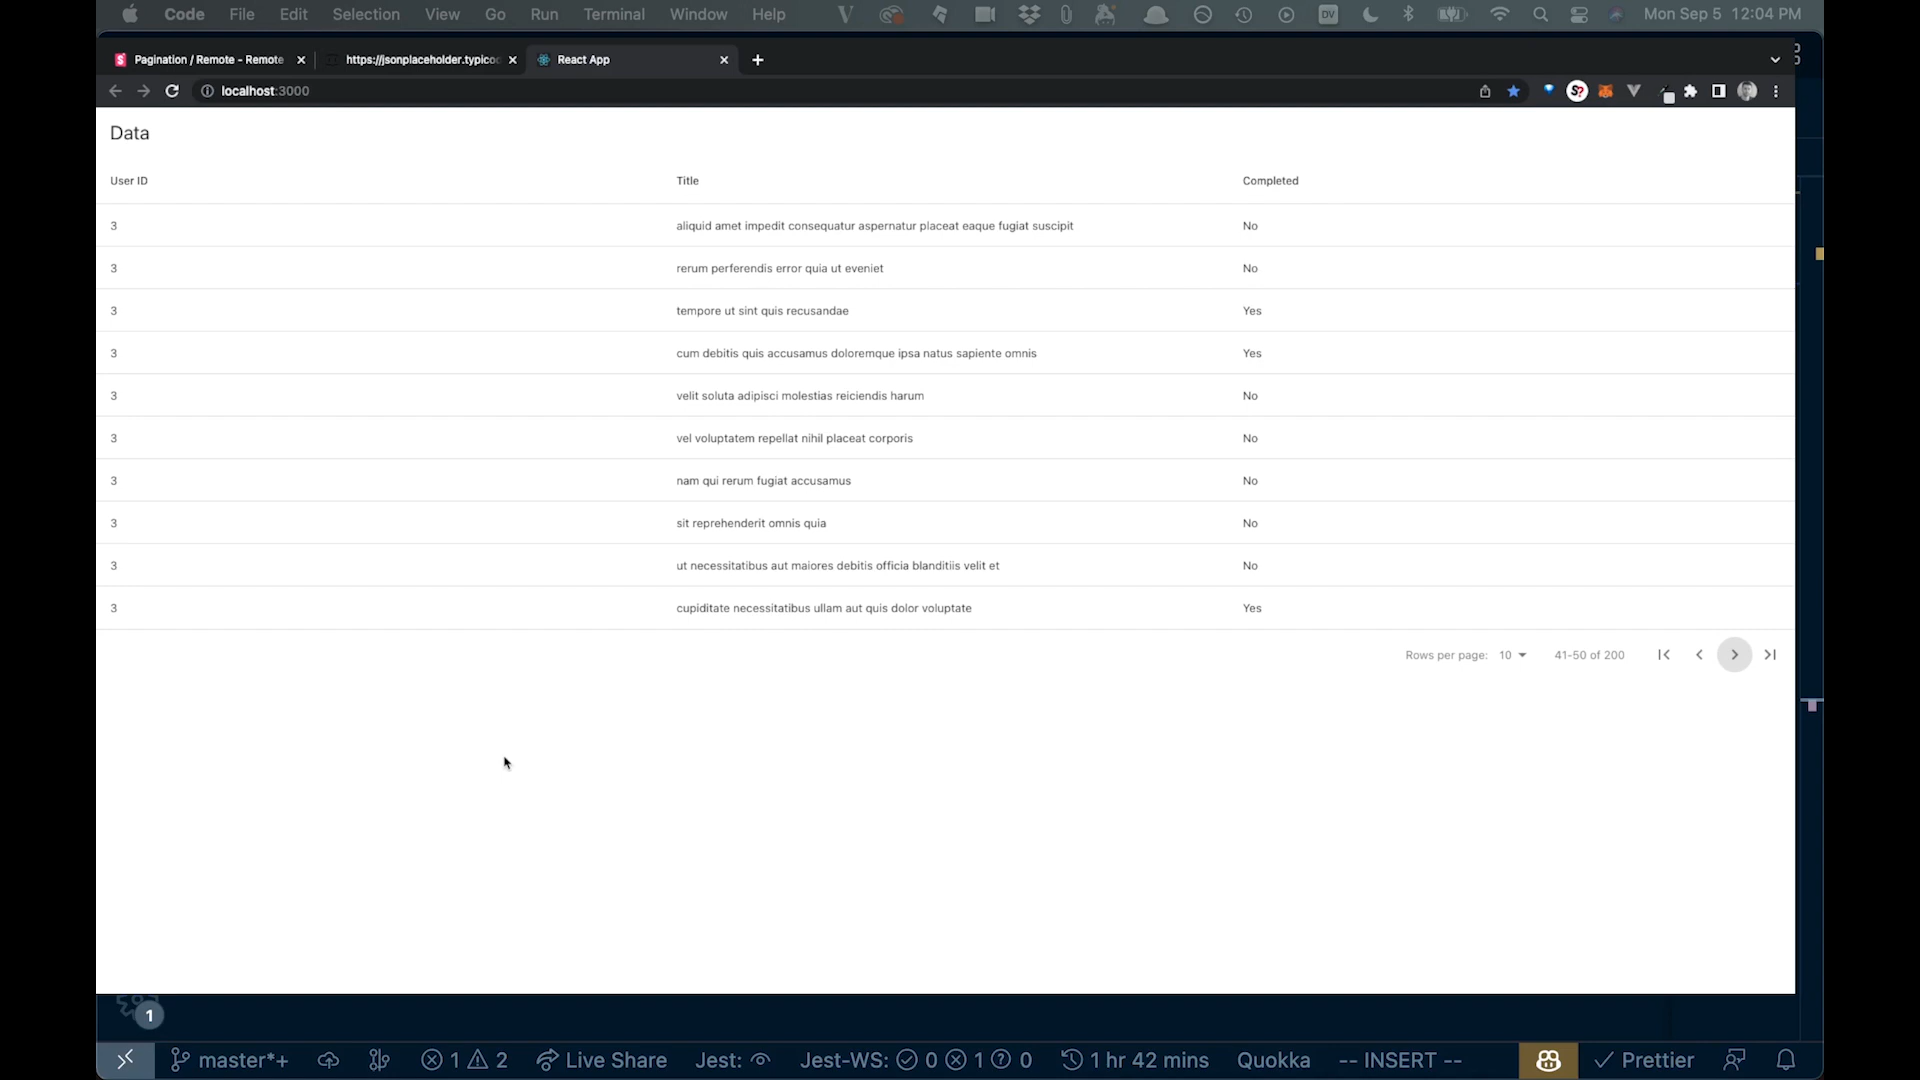 Code File Edit Selection View Go Run Terminal Window Help DV Mon Sep 5 12:04 PM
Pagination / Remote - Remote https://jsonplaceholder.typico React App
localhost:3000 S?
Data
User ID Title Completed
3 aliquid amet impedit consequatur aspernatur placeat eaque fugiat suscipit No
3 rerum perferendis error quia ut eveniet No
3 tempore ut sint quis recusandae Yes
3 cum debitis quis accusamus doloremque ipsa natus sapiente omnis Yes
3 velit soluta adipisci molestias reiciendis harum No
3 vel voluptatem repellat nihil placeat corporis No
3 nam qui rerum fugiat accusamus No
3 sit reprehenderit omnis quia No
3 ut necessitatibus aut maiores debitis officia blanditiis velit et No
3 cupiditate necessitatibus ullam aut quis dolor voluptate Yes
Rows per page: 10 41-50 of 200
1
master*+ 1 2 Live Share Jest: Jest-WS: 0 1 0 1 hr 42 mins Quokka -- INSERT -- Prettier